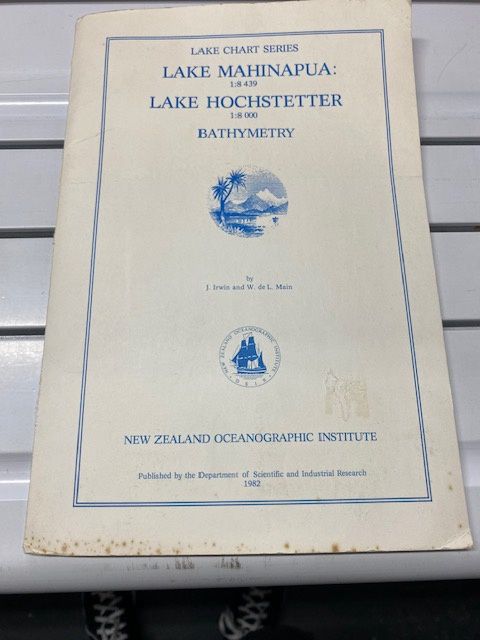 LAKE CHART SERIES
LAKE MAHINAPUA:
1:8 439
LAKE HOCHSTETTER
1:8 000
BATHYMETRY
by
J. Irwin and W. de L. Main
NEW ZEALAND OCEANOGRAPHIC INSTITUTE
DSIR
NEW ZEALAND OCEANOGRAPHIC INSTITUTE
Published by the Department of Scientific and Industrial Research
1982